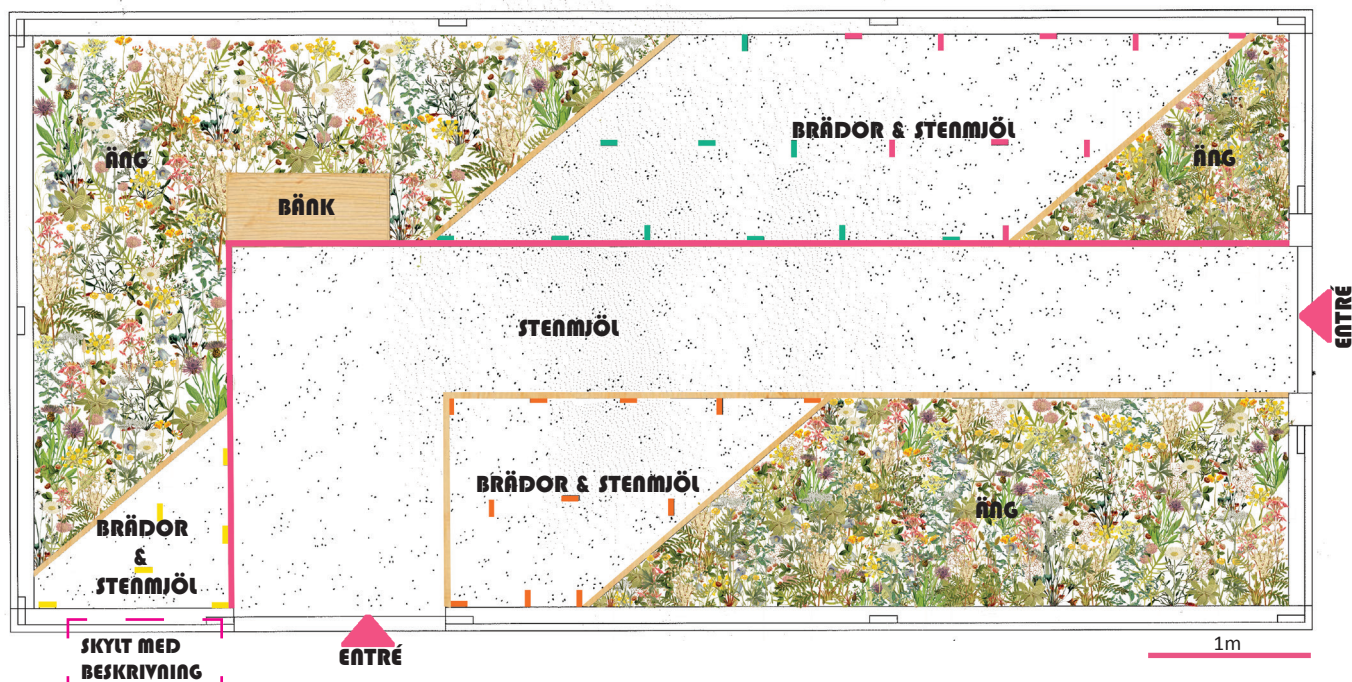 BRÄDOR & STENMJÖL
ÄNG
ÄNG
BÄNK
STENMJÖL
ENTRÉ
BRÄDOR & STENMJÖL
ÄNG
BRÄDOR
&
STENMJÖL
SKYLT MED
BESKRIVNING
ENTRÉ
1m